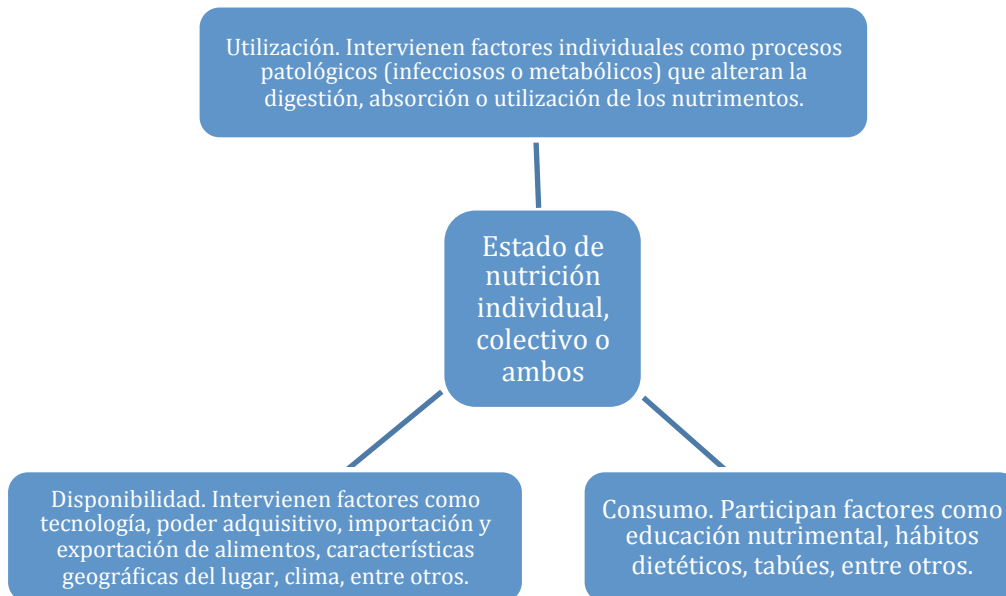 Utilización. Intervienen factores individuales como procesos
patológicos (infecciosos o metabólicos) que alteran la
digestión, absorción o utilización de los nutrimentos.
Estado de
nutrición
individual,
colectivo o
ambos
Disponibilidad. Intervienen factores como
tecnología, poder adquisitivo, importación y
exportación de alimentos, características
geográficas del lugar, clima, entre otros.
Consumo. Participan factores como
educación nutrimental, hábitos
dietéticos, tabúes, entre otros.